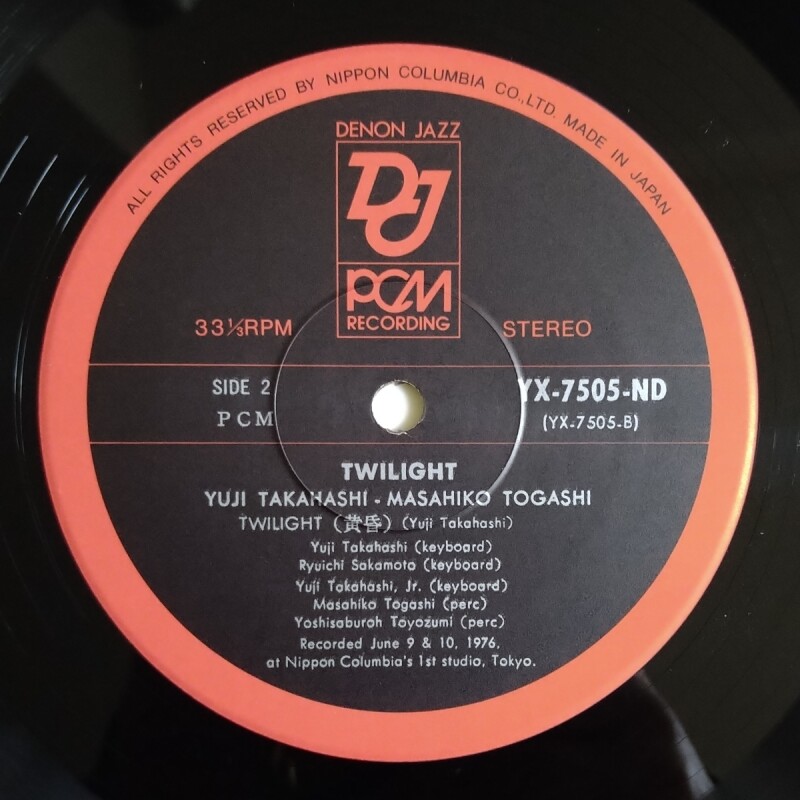 ALL RIGHTS RESERVED BY NIPPON COLUMBIA CO.,LTD. MADE IN JAPAN
DENON JAZZ
DJ
PCM
RECORDING
33⅓RPM
STEREO
SIDE 2
YX-7505-ND
PCM
(YX-7505-B)
TWILIGHT
YUJI TAKAHASHI - MASAHIKO TOGASHI
TWILIGHT (黄昏) (Yuji Takahashi)
Yuji Takahashi (keyboard)
Ryuichi Sakamoto (keyboard)
Yuji Takahashi, Jr. (keyboard)
Masahiko Togashi (perc)
Yoshisaburoh Toyozumi (perc)
Recorded June 9 & 10, 1976,
at Nippon Columbia's 1st studio, Tokyo.